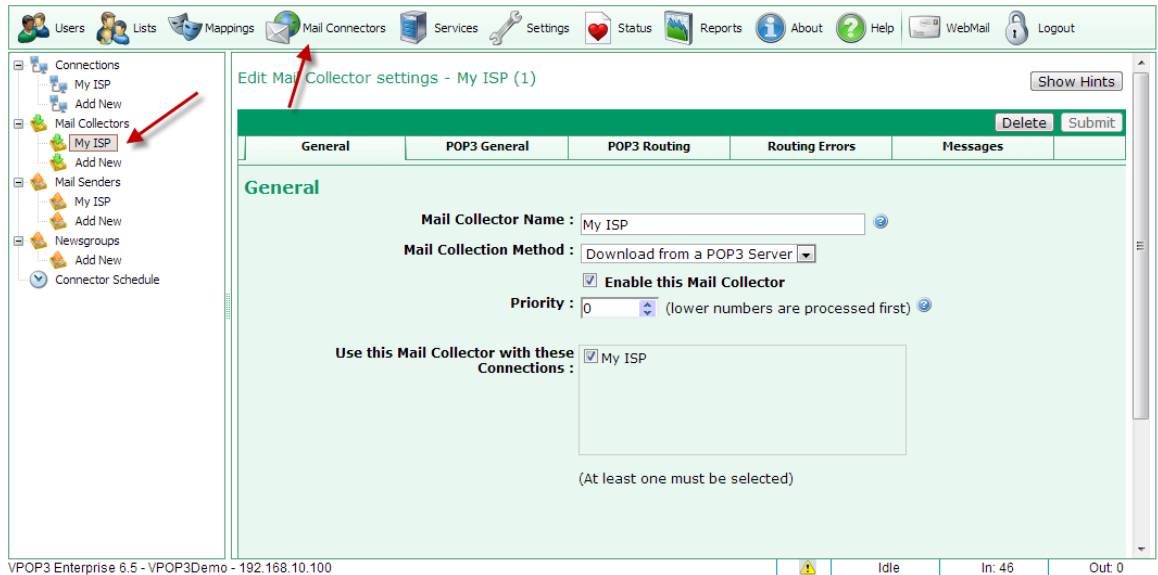 Users Lists Mappings Mail Connectors Services Settings Status Reports About Help WebMail Logout
Connections
My ISP
Add New
Mail Collectors
My ISP
Add New
Mail Senders
My ISP
Add New
Newsgroups
Add New
Connector Schedule
Edit Mail Collector settings - My ISP (1)
Show Hints
Delete Submit
General POP3 General POP3 Routing Routing Errors Messages
General
Mail Collector Name : My ISP
Mail Collection Method : Download from a POP3 Server
Enable this Mail Collector
Priority : 0 (lower numbers are processed first)
Use this Mail Collector with these My ISP
Connections :
(At least one must be selected)
VPOP3 Enterprise 6.5 - VPOP3Demo - 192.168.10.100 Idle In: 46 Out: 0